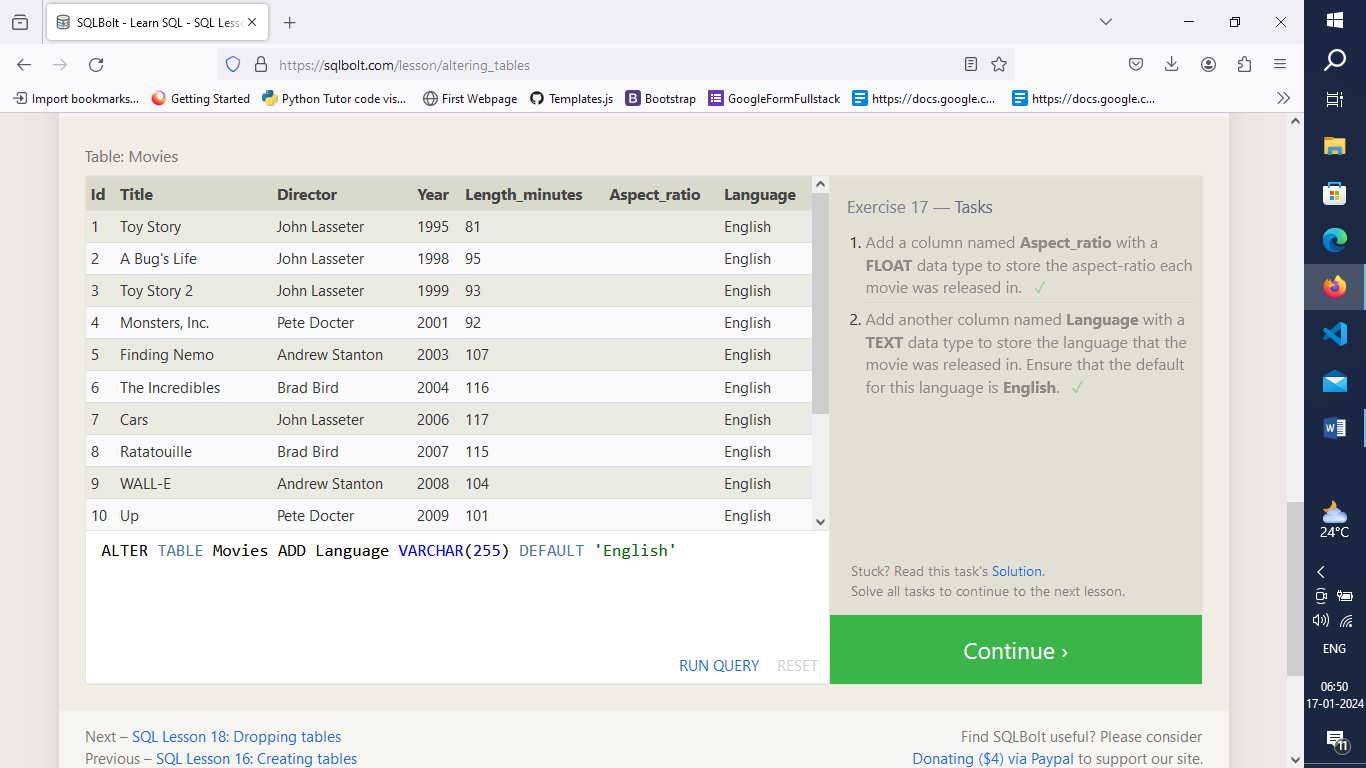 SQLBolt - Learn SQL - SQL Less
https://sqlbolt.com/lesson/altering_tables
Import bookmarks... Getting Started Python Tutor code vis... First Webpage Templates.js Bootstrap GoogleFormFullstack https://docs.google.c... https://docs.google.c...
Table: Movies
Id Title Director Year Length_minutes Aspect_ratio Language
1 Toy Story John Lasseter 1995 81 English
2 A Bug's Life John Lasseter 1998 95 English
3 Toy Story 2 John Lasseter 1999 93 English
4 Monsters, Inc. Pete Docter 2001 92 English
5 Finding Nemo Andrew Stanton 2003 107 English
6 The Incredibles Brad Bird 2004 116 English
7 Cars John Lasseter 2006 117 English
8 Ratatouille Brad Bird 2007 115 English
9 WALL-E Andrew Stanton 2008 104 English
10 Up Pete Docter 2009 101 English
ALTER TABLE Movies ADD Language VARCHAR(255) DEFAULT 'English'
RUN QUERY RESET
Exercise 17 — Tasks
1. Add a column named Aspect_ratio with a
FLOAT data type to store the aspect-ratio each
movie was released in. ✓
2. Add another column named Language with a
TEXT data type to store the language that the
movie was released in. Ensure that the default
for this language is English. ✓
Stuck? Read this task's Solution.
Solve all tasks to continue to the next lesson.
Continue ›
Next – SQL Lesson 18: Dropping tables
Previous – SQL Lesson 16: Creating tables
Find SQLBolt useful? Please consider
Donating ($4) via Paypal to support our site.
24°C
ENG
06:50
17-01-2024
11